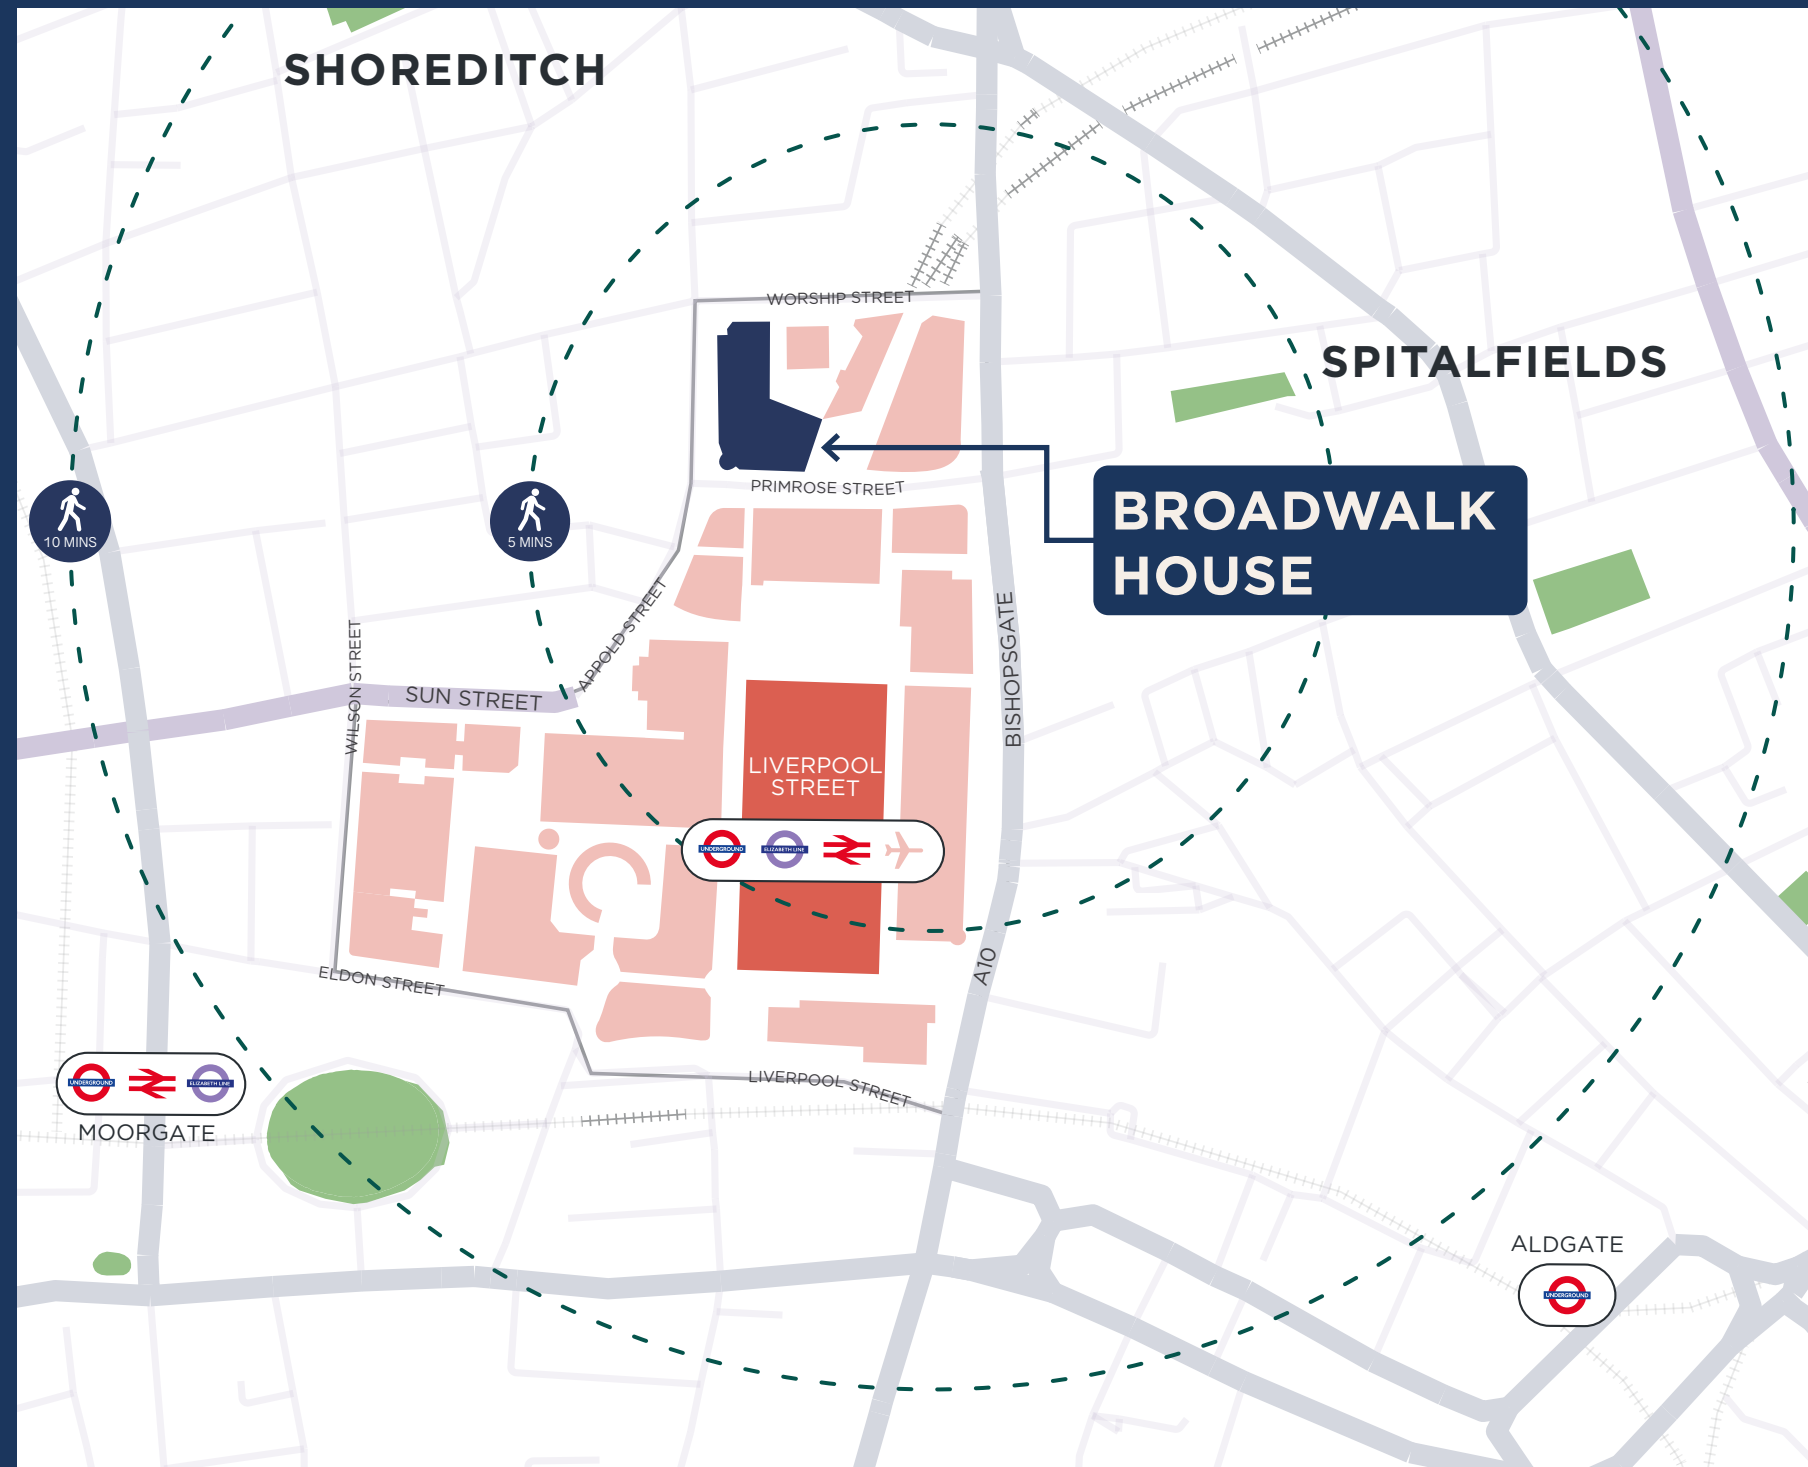 SHOREDITCH
WORSHIP STREET
SPITALFIELDS
PRIMROSE STREET
BROADWALK
HOUSE
10 MINS
5 MINS
APPOLD STREET
BISHOPSGATE
WILSON STREET
SUN STREET
LIVERPOOL
STREET
UNDERGROUND
ELIZABETH LINE
A10
ELDON STREET
LIVERPOOL STREET
UNDERGROUND
ELIZABETH LINE
MOORGATE
ALDGATE
UNDERGROUND